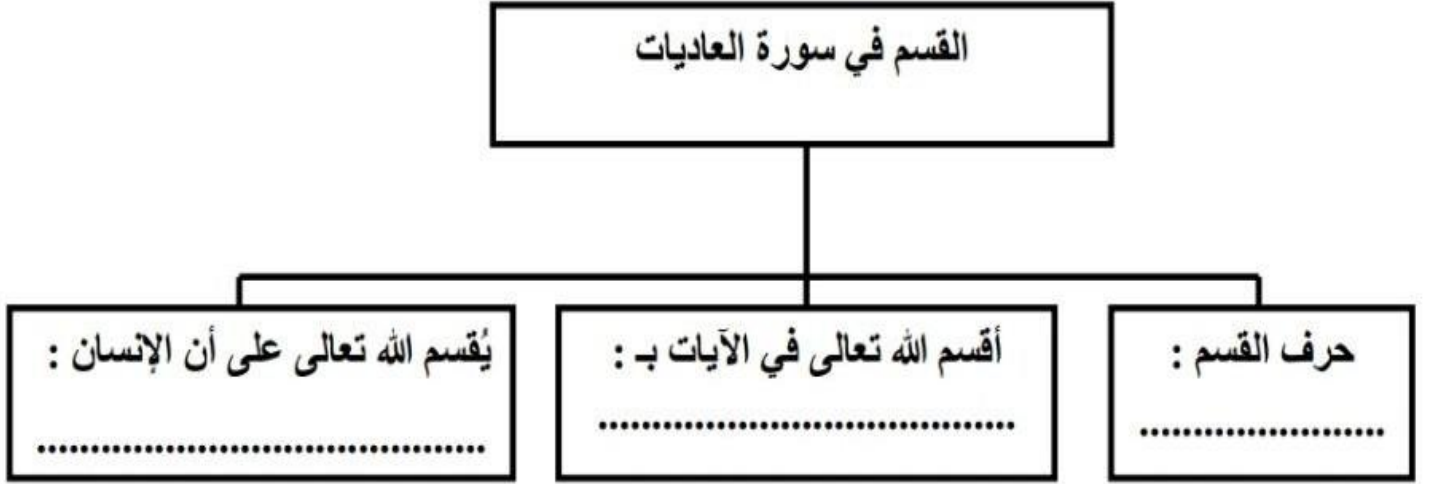 القسم في سورة العاديات
حرف القسم :
.......................
أقسم الله تعالى في الآيات بـ :
.......................................
يُقسم الله تعالى على أن الإنسان :
..........................................